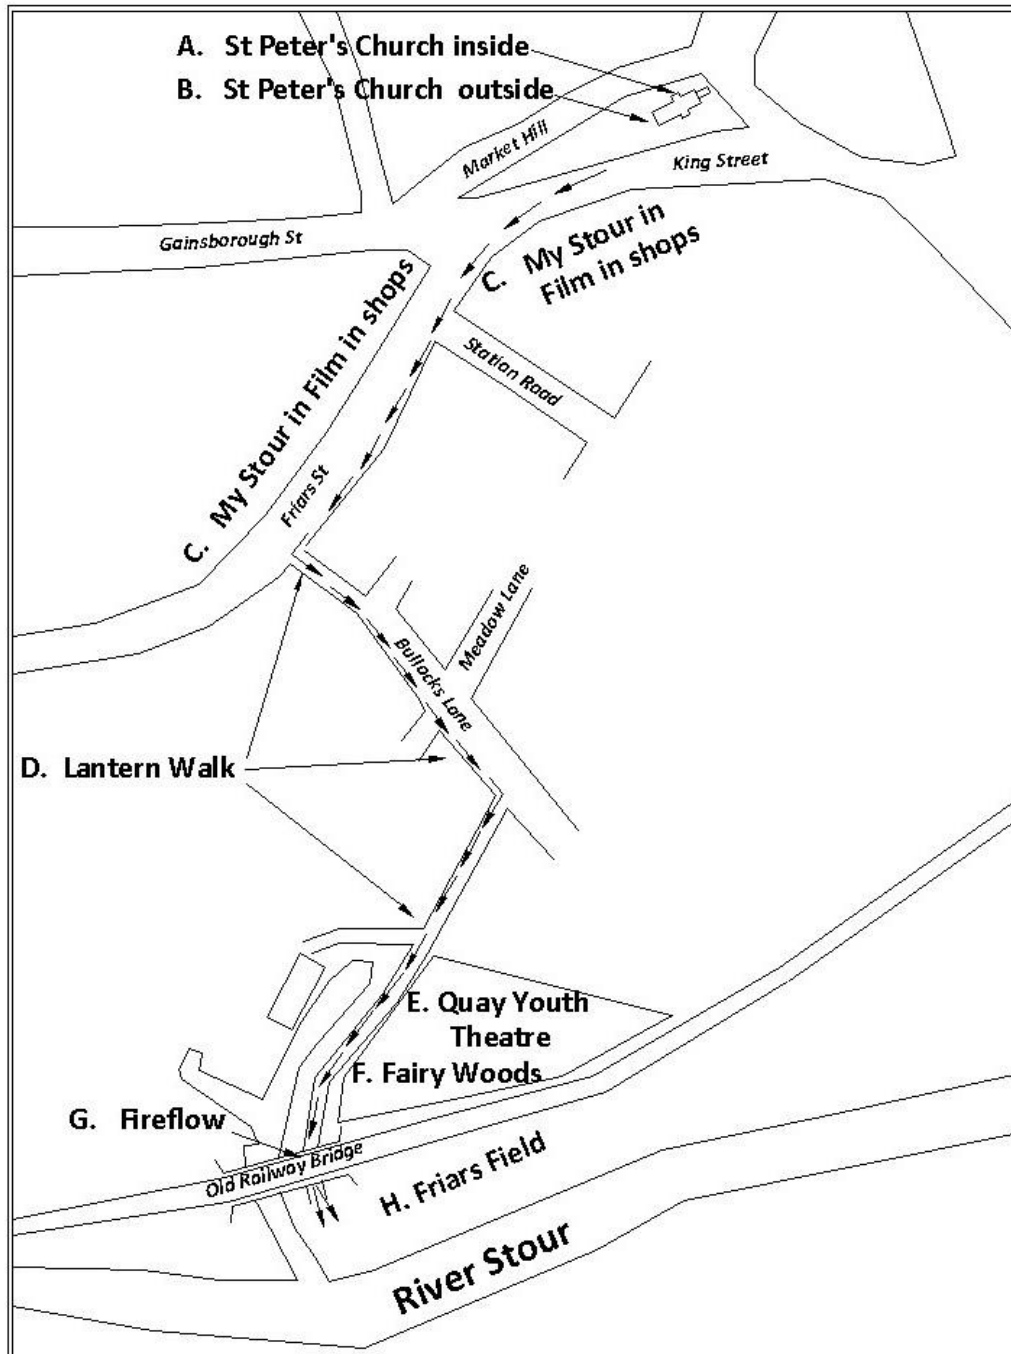 A. St Peter's Church inside
B. St Peter's Church outside
Market Hill
King Street
Gainsborough St
C. My Stour in
Film in shops
C. My Stour in Film in shops
Station Road
Friars St
Meadow Lane
Bullocks Lane
D. Lantern Walk
E. Quay Youth
Theatre
F. Fairy Woods
G. Fireflow
Old Railway Bridge
H. Friars Field
River Stour